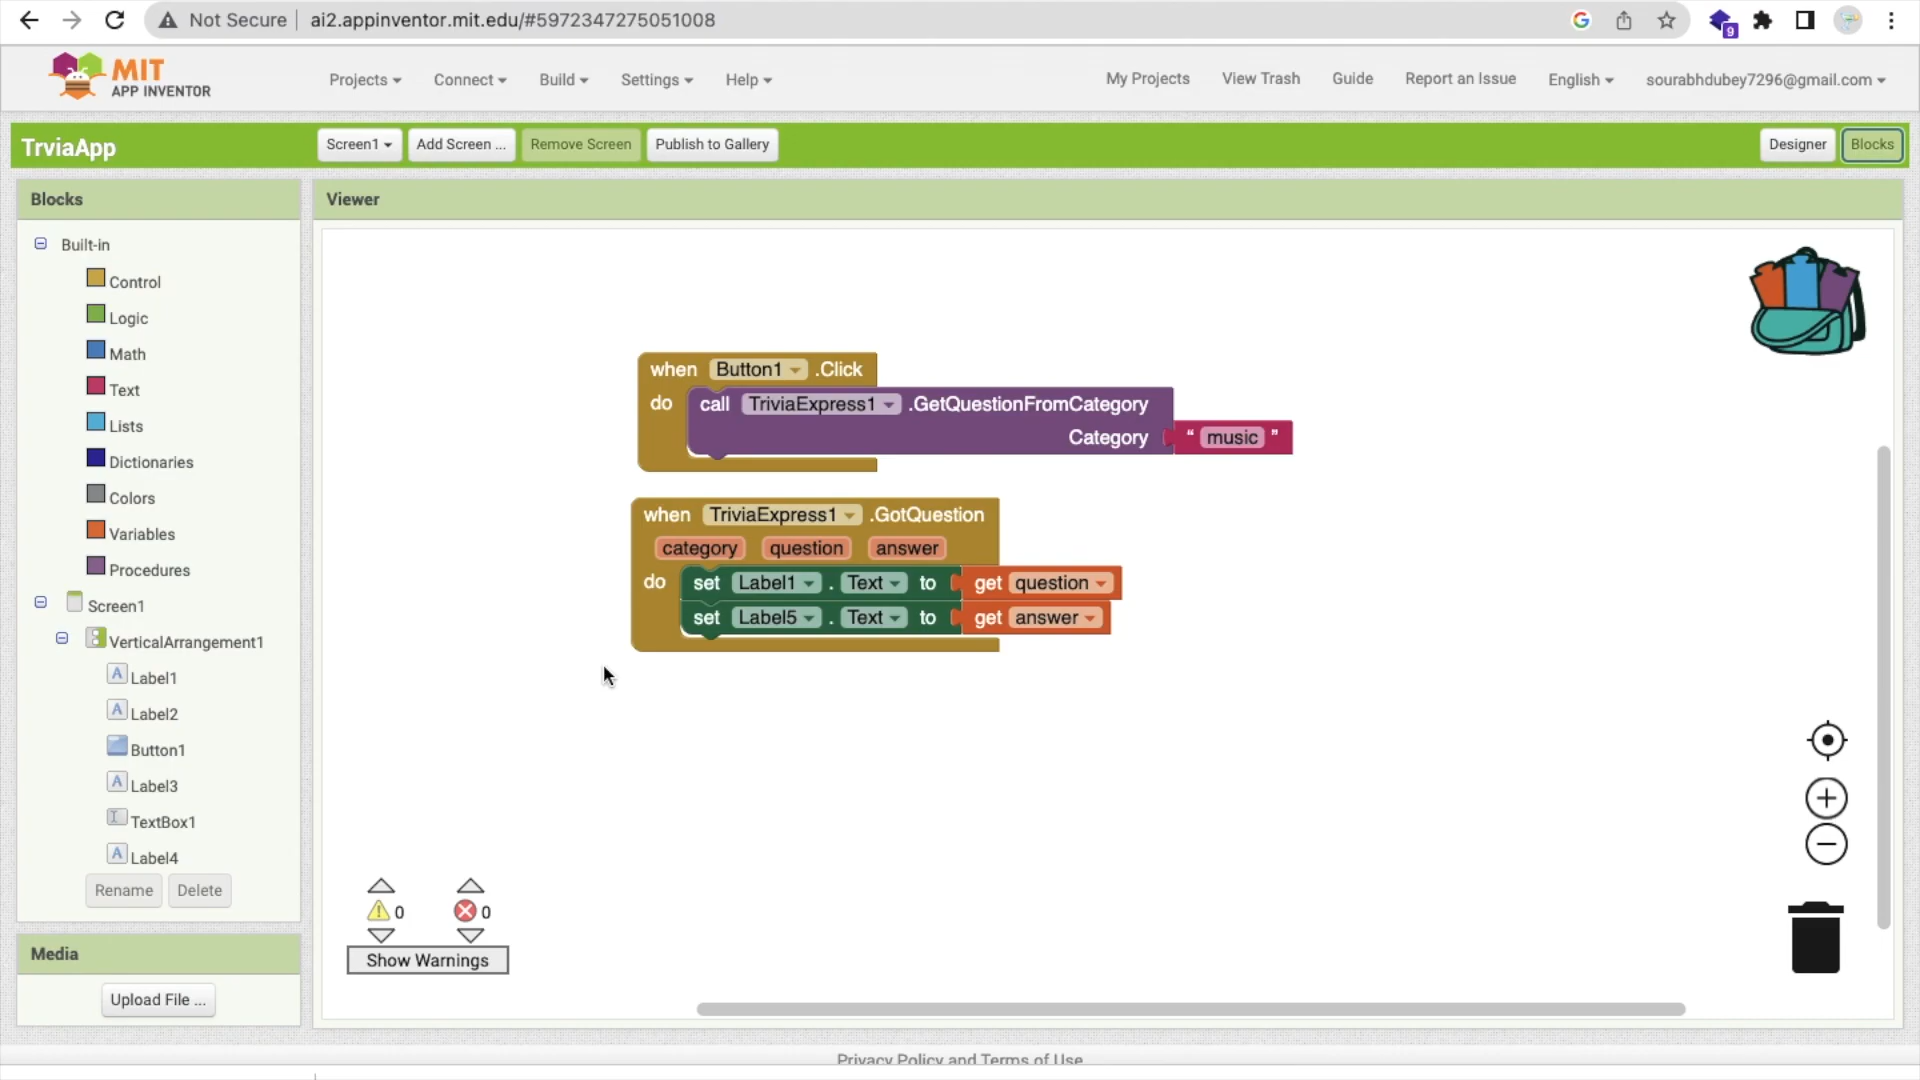 Not Secure | ai2.appinventor.mit.edu/#5972347275051008
9
MIT
APP INVENTOR
Projects Connect Build Settings Help My Projects View Trash Guide Report an Issue English sourabhdubey7296@gmail.com
TrviaApp Screen1 Add Screen ... Remove Screen Publish to Gallery Designer Blocks
Blocks
Viewer
Built-in
Control
Logic
Math
Text
Lists
Dictionaries
Colors
Variables
Procedures
Screen1
VerticalArrangement1
Label1
Label2
Button1
Label3
TextBox1
Label4
Rename Delete
Media
Upload File ...
when Button1 .Click
do call TriviaExpress1 .GetQuestionFromCategory
Category “ music ”
when TriviaExpress1 .GotQuestion
category question answer
do set Label1 . Text to get question
set Label5 . Text to get answer
0 0
Show Warnings
Privacy Policy and Terms of Use